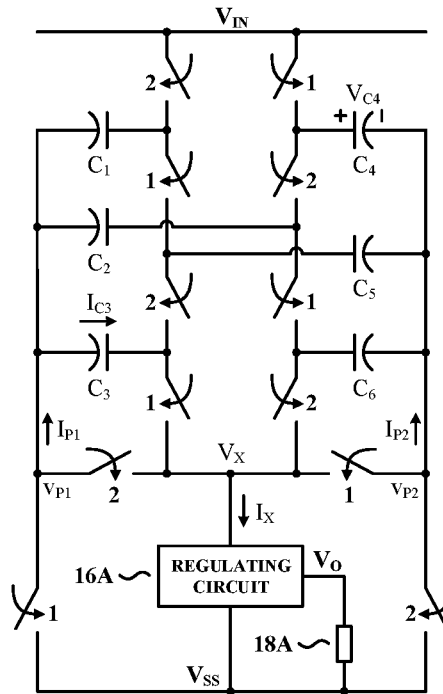 V_IN
2
1
V_C4
+
-
C_1
C_4
1
2
C_2
C_5
2
1
I_C3
C_3
C_6
1
2
I_P1
I_P2
V_X
v_P1
2
1
v_P2
I_X
1
16A
REGULATING CIRCUIT
V_O
2
18A
V_SS